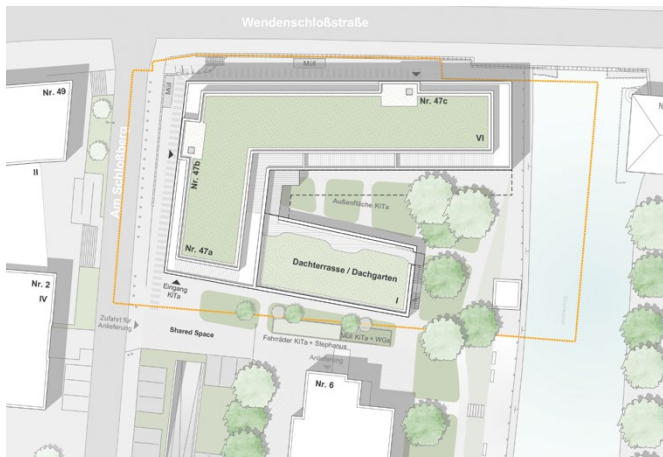 Wendenschloßstraße
Müll
Müll
Nr. 49
Nr. 47c
VI
Am Schloßberg
Nr. 47b
II
Außenfläche KiTa
Nr. 47a
Dachterrasse / Dachgarten
I
Eingang
KiTa
Nr. 2
IV
Zufahrt für
Anlieferung
Shared Space
Müll KiTa + WGs
Fahrräder KiTa + Stephanus
Anlieferung
Nr. 6